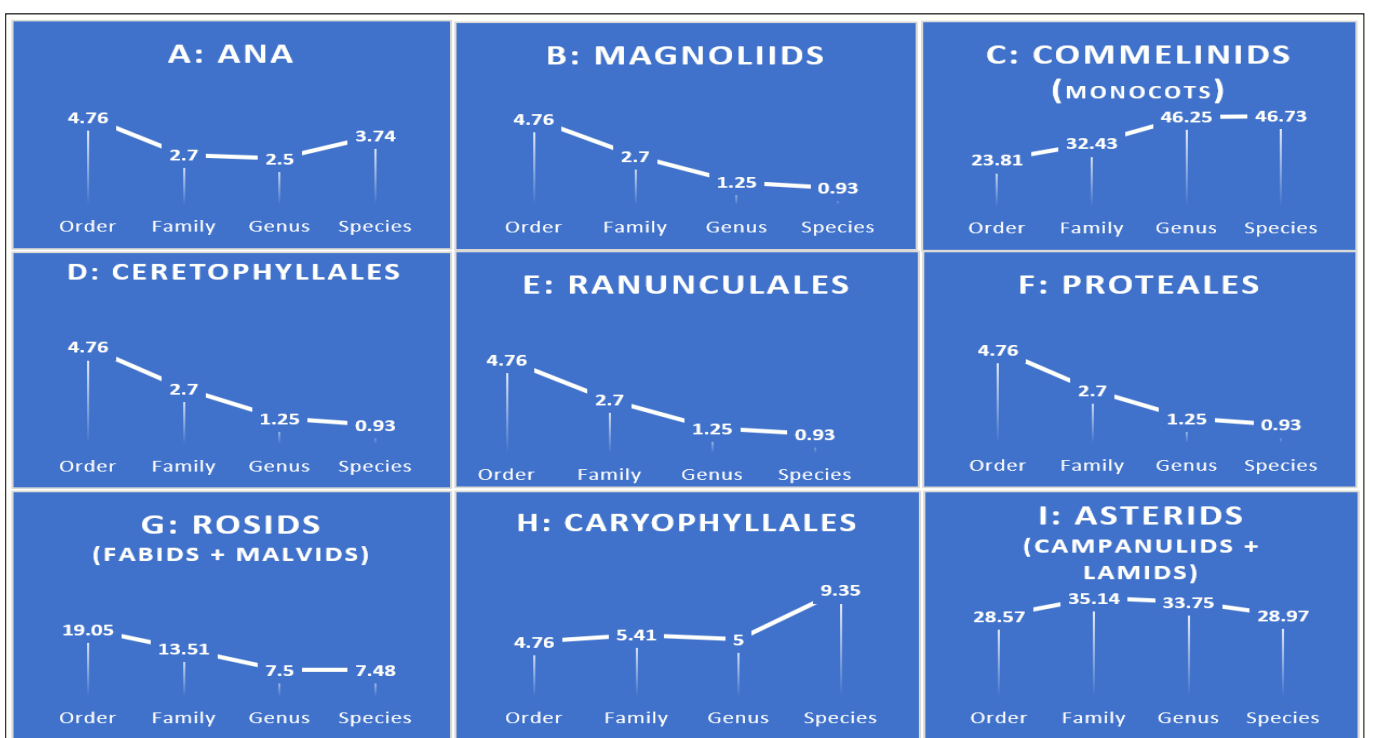 A: ANA
4.76
2.7
2.5
3.74
Order Family Genus Species
B: MAGNOLIIDS
4.76
2.7
1.25
0.93
Order Family Genus Species
C: COMMELINIDS
(MONOCOTS)
23.81
32.43
46.25
46.73
Order Family Genus Species
D: CERETOPHYLLALES
4.76
2.7
1.25
0.93
Order Family Genus Species
E: RANUNCULALES
4.76
2.7
1.25
0.93
Order Family Genus Species
F: PROTEALES
4.76
2.7
1.25
0.93
Order Family Genus Species
G: ROSIDS
(FABIDS + MALVIDS)
19.05
13.51
7.5
7.48
Order Family Genus Species
H: CARYOPHYLLALES
4.76
5.41
5
9.35
Order Family Genus Species
I: ASTERIDS
(CAMPANULIDS +
LAMIDS)
28.57
35.14
33.75
28.97
Order Family Genus Species